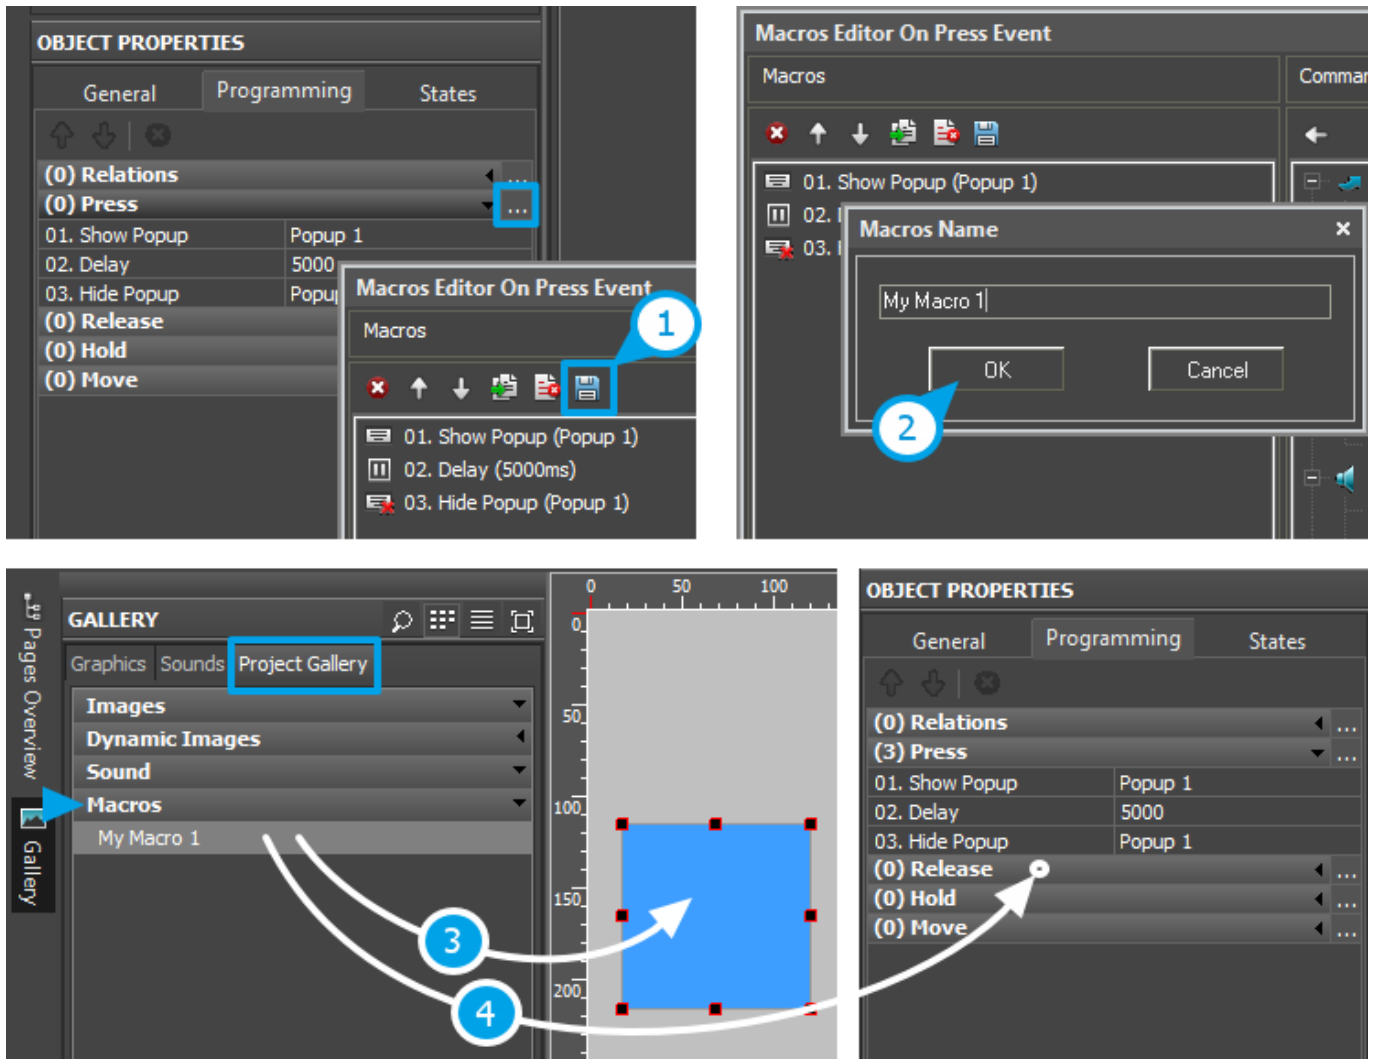 OBJECT PROPERTIES
General Programming States
(0) Relations ...
(0) Press ...
01. Show Popup Popup 1
02. Delay 5000
03. Hide Popup
(0) Release
(0) Hold
(0) Move
Macros Editor On Press Event
Macros
1
01. Show Popup (Popup 1)
02. Delay (5000ms)
03. Hide Popup (Popup 1)
Macros Editor On Press Event
Macros
01. Show Popup (Popup 1)
02.
03.
Macros Name
My Macro 1
OK Cancel
2
Pages Overview
Gallery
GALLERY
Graphics Sounds Project Gallery
Images
Dynamic Images
Sound
Macros
My Macro 1
3
4
0 50 100
0
50
100
150
200
OBJECT PROPERTIES
General Programming States
(0) Relations ...
(3) Press ...
01. Show Popup Popup 1
02. Delay 5000
03. Hide Popup Popup 1
(0) Release ...
(0) Hold ...
(0) Move ...